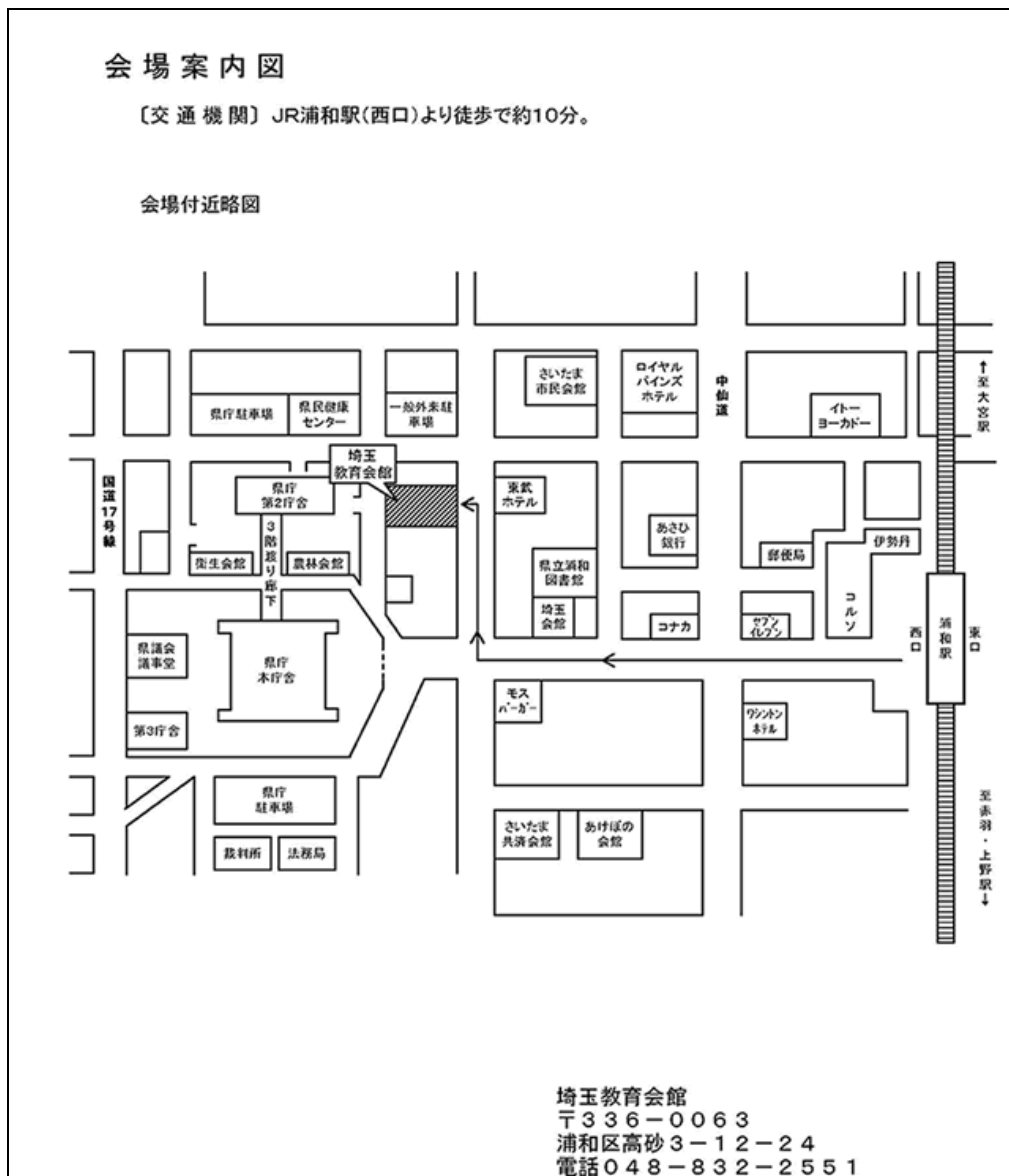 会場案内図
〔交通機関〕JR浦和駅(西口)より徒歩で約10分。
会場付近略図
さいたま
市民会館
ロイヤル
パインズ
ホテル
中仙道
イトー
ヨーカドー
↑至大宮駅
県庁駐車場
県民健康
センター
一般外来駐
車場
国道17号線
埼玉
教育会館
県庁
第2庁舎
3階渡り廊下
衛生会館
農林会館
東武
ホテル
県立浦和
図書館
埼玉
会館
あさひ
銀行
コナカ
郵便局
セブン
イレブン
伊勢丹
コルソ
西口
浦和駅
東口
県議会
議事堂
県庁
本庁舎
第3庁舎
モス
バーガー
ワシントン
ホテル
県庁
駐車場
裁判所
法務局
さいたま
共済会館
あけぼの
会館
至赤羽・上野駅↓
埼玉教育会館
〒336-0063
浦和区高砂3-12-24
電話048-832-2551